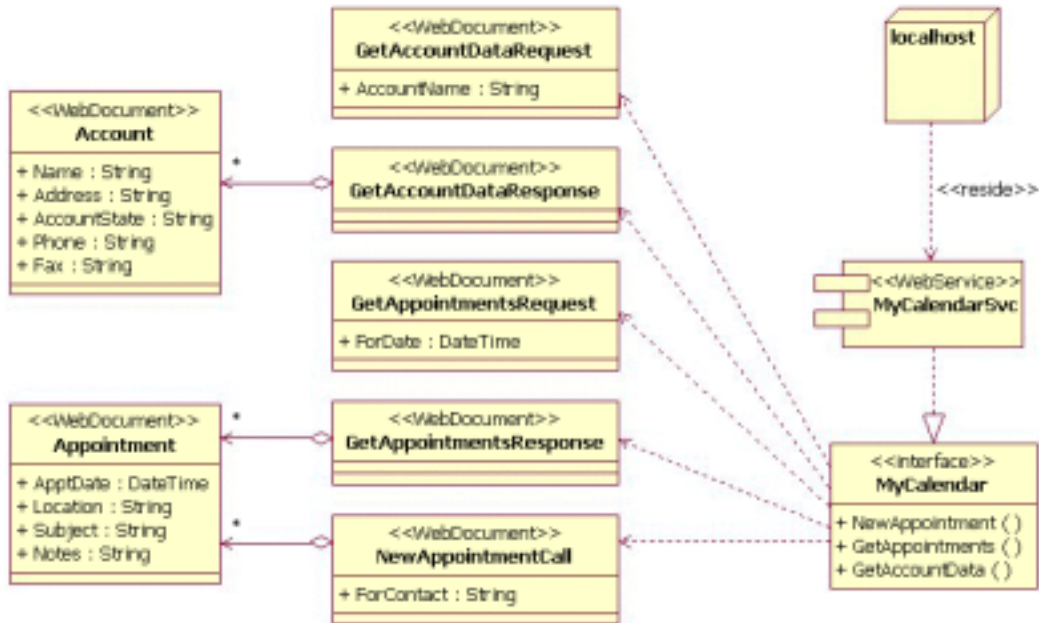 <<WebDocument>>
GetAccountDataRequest
+ AccountName : String
<<WebDocument>>
Account
+ Name : String
+ Address : String
+ AccountState : String
+ Phone : String
+ Fax : String
*
<<WebDocument>>
GetAccountDataResponse
<<WebDocument>>
GetAppointmentsRequest
+ ForDate : DateTime
<<WebDocument>>
Appointment
+ ApptDate : DateTime
+ Location : String
+ Subject : String
+ Notes : String
*
*
<<WebDocument>>
GetAppointmentsResponse
<<WebDocument>>
NewAppointmentCall
+ ForContact : String
localhost
<<reside>>
<<WebService>>
MyCalendarSvc
<<Interface>>
MyCalendar
+ NewAppointment ( )
+ GetAppointments ( )
+ GetAccountData ( )